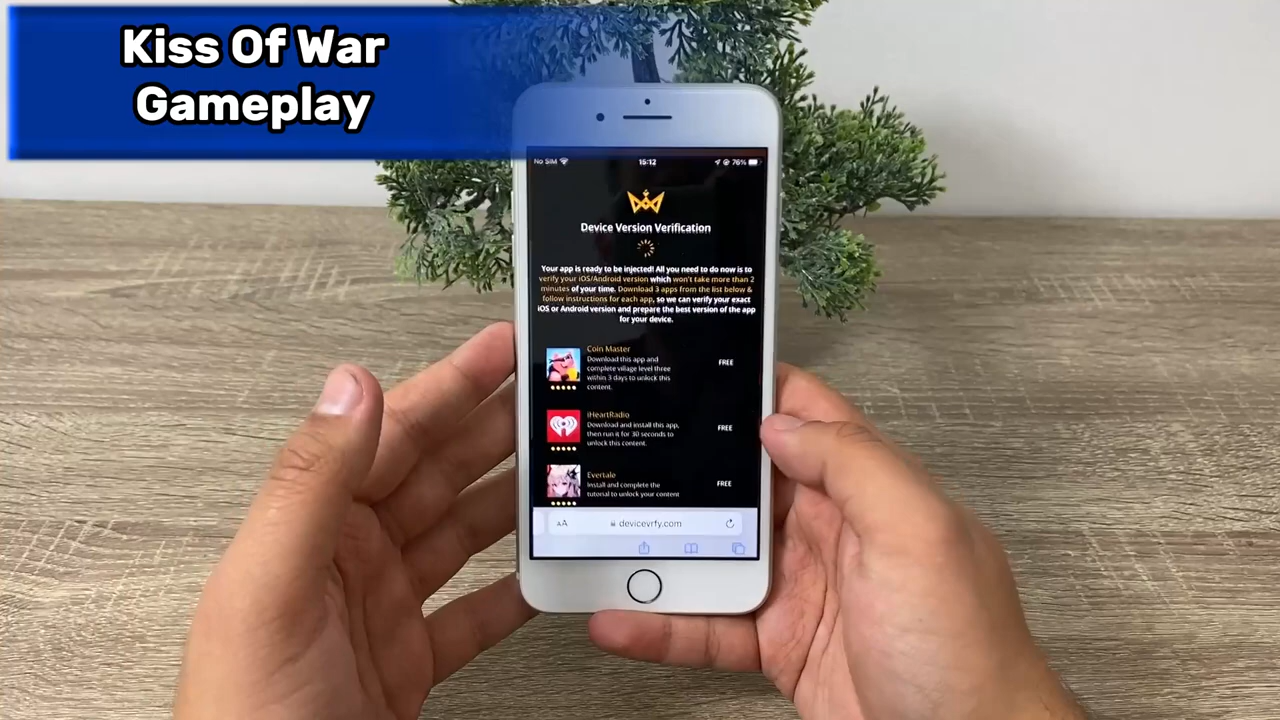 Kiss Of War
Gameplay
No SIM
15:12
76%
Device Version Verification
Your app is ready to be injected! All you need to do now is to
verify your iOS/Android version which won't take more than 2
minutes of your time. Download 3 apps from the list below &
follow instructions for each app, so we can verify your exact
iOS or Android version and prepare the best version of the app
for your device.
Coin Master
Download this app and
complete village level three
within 3 days to unlock this
content.
FREE
iHeartRadio
Download and install this app,
then run it for 30 seconds to
unlock this content.
FREE
Evertale
Install and complete the
tutorial to unlock your content
FREE
AA
devicevrfy.com